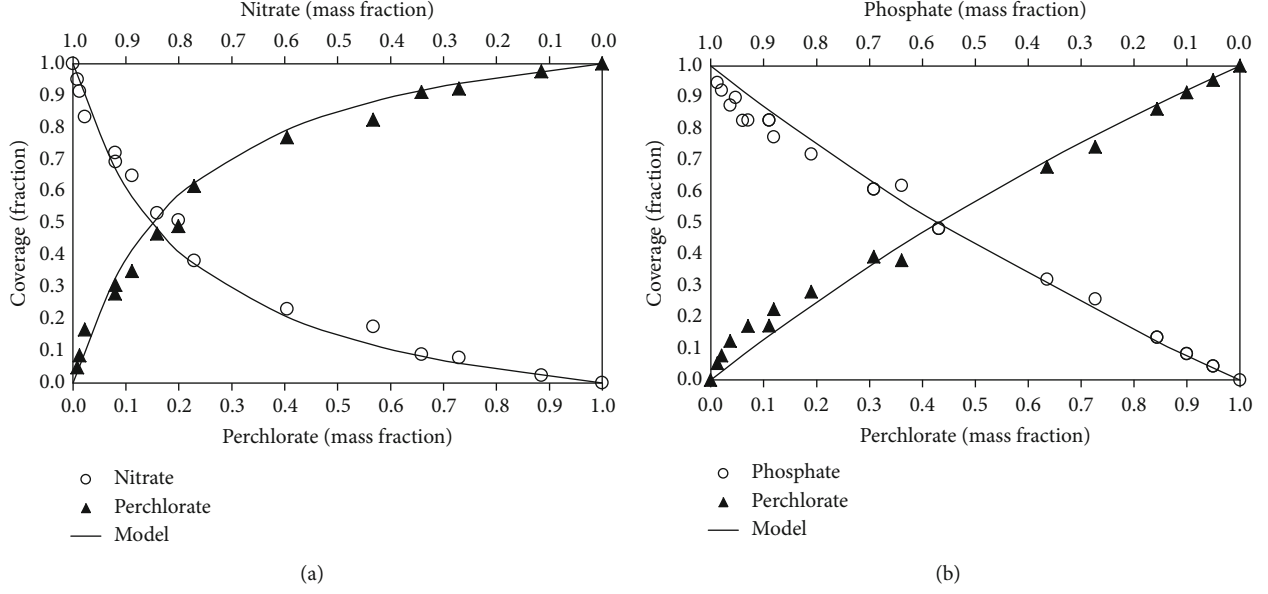 Nitrate (mass fraction)
1.0 0.9 0.8 0.7 0.6 0.5 0.4 0.3 0.2 0.1 0.0
Coverage (fraction)
1.0
0.9
0.8
0.7
0.6
0.5
0.4
0.3
0.2
0.1
0.0
0.0 0.1 0.2 0.3 0.4 0.5 0.6 0.7 0.8 0.9 1.0
Perchlorate (mass fraction)
Nitrate
Perchlorate
Model
(a)
Phosphate (mass fraction)
1.0 0.9 0.8 0.7 0.6 0.5 0.4 0.3 0.2 0.1 0.0
Coverage (fraction)
1.0
0.9
0.8
0.7
0.6
0.5
0.4
0.3
0.2
0.1
0.0
0.0 0.1 0.2 0.3 0.4 0.5 0.6 0.7 0.8 0.9 1.0
Perchlorate (mass fraction)
Phosphate
Perchlorate
Model
(b)